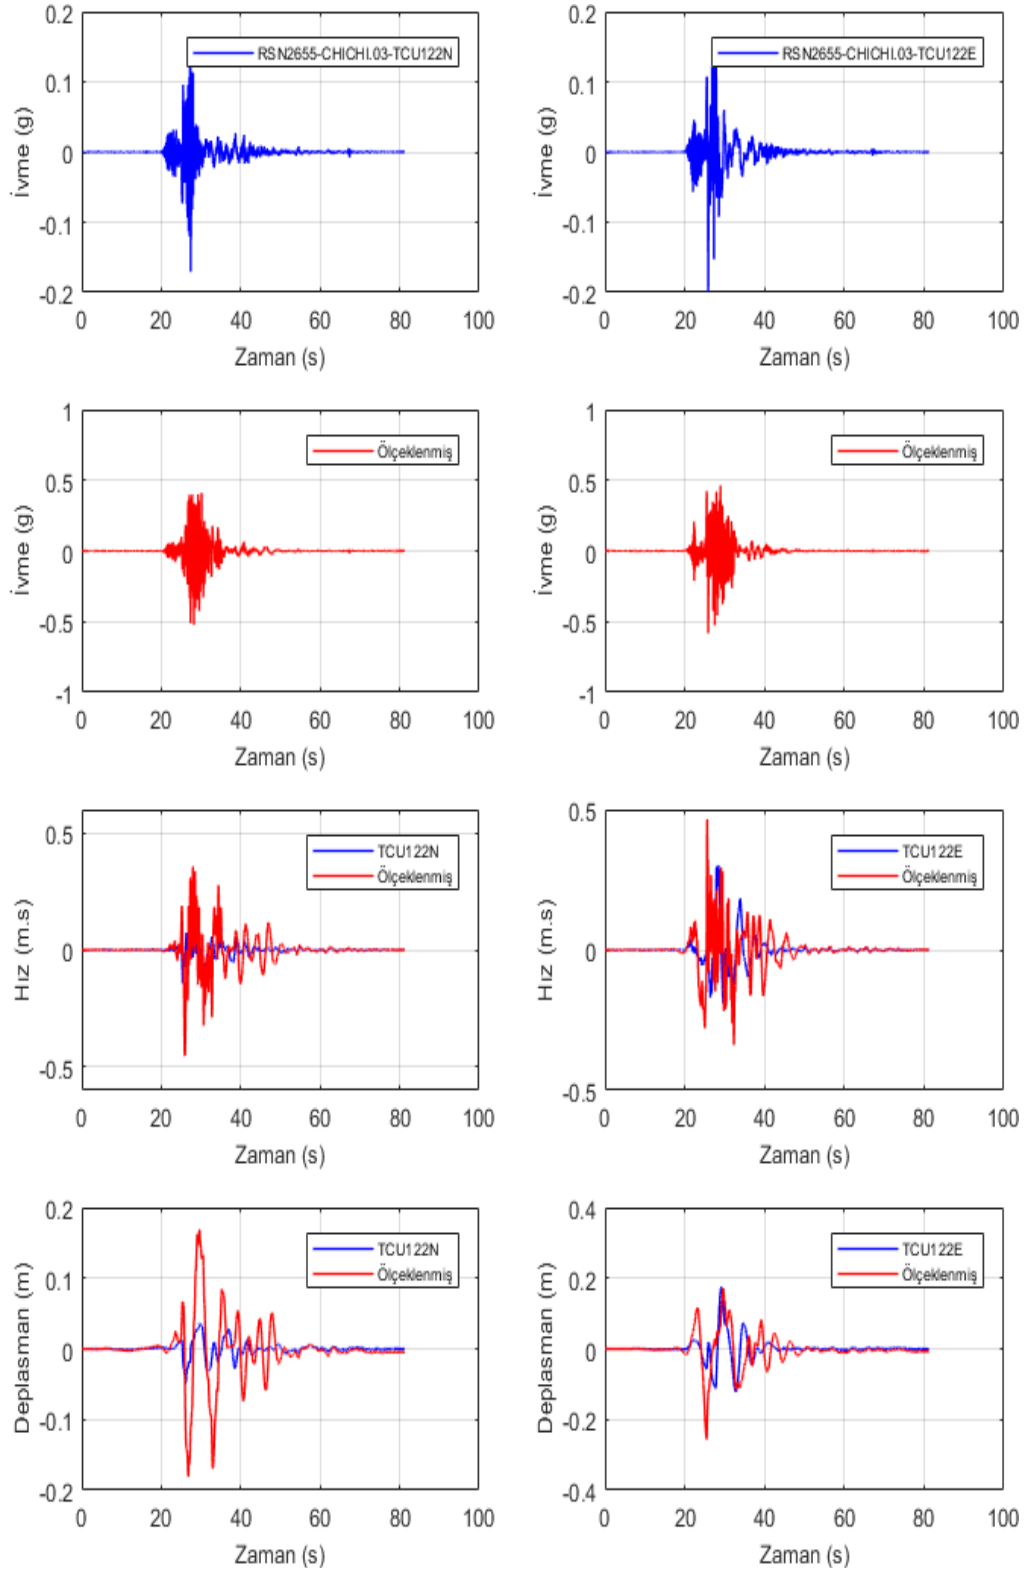 RSN2655-CHICHI.03-TCU122N
İvme (g)
0.2
0.1
0
-0.1
-0.2
0 20 40 60 80 100
Zaman (s)
RSN2655-CHICHI.03-TCU122E
İvme (g)
0.2
0.1
0
-0.1
-0.2
0 20 40 60 80 100
Zaman (s)
Ölçeklenmiş
İvme (g)
1
0.5
0
-0.5
-1
0 20 40 60 80 100
Zaman (s)
Ölçeklenmiş
İvme (g)
1
0.5
0
-0.5
-1
0 20 40 60 80 100
Zaman (s)
TCU122N
Ölçeklenmiş
Hız (m.s)
0.5
0
-0.5
0 20 40 60 80 100
Zaman (s)
TCU122E
Ölçeklenmiş
Hız (m.s)
0.5
0
-0.5
0 20 40 60 80 100
Zaman (s)
TCU122N
Ölçeklenmiş
Deplasman (m)
0.2
0.1
0
-0.1
-0.2
0 20 40 60 80 100
Zaman (s)
TCU122E
Ölçeklenmiş
Deplasman (m)
0.4
0.2
0
-0.2
-0.4
0 20 40 60 80 100
Zaman (s)